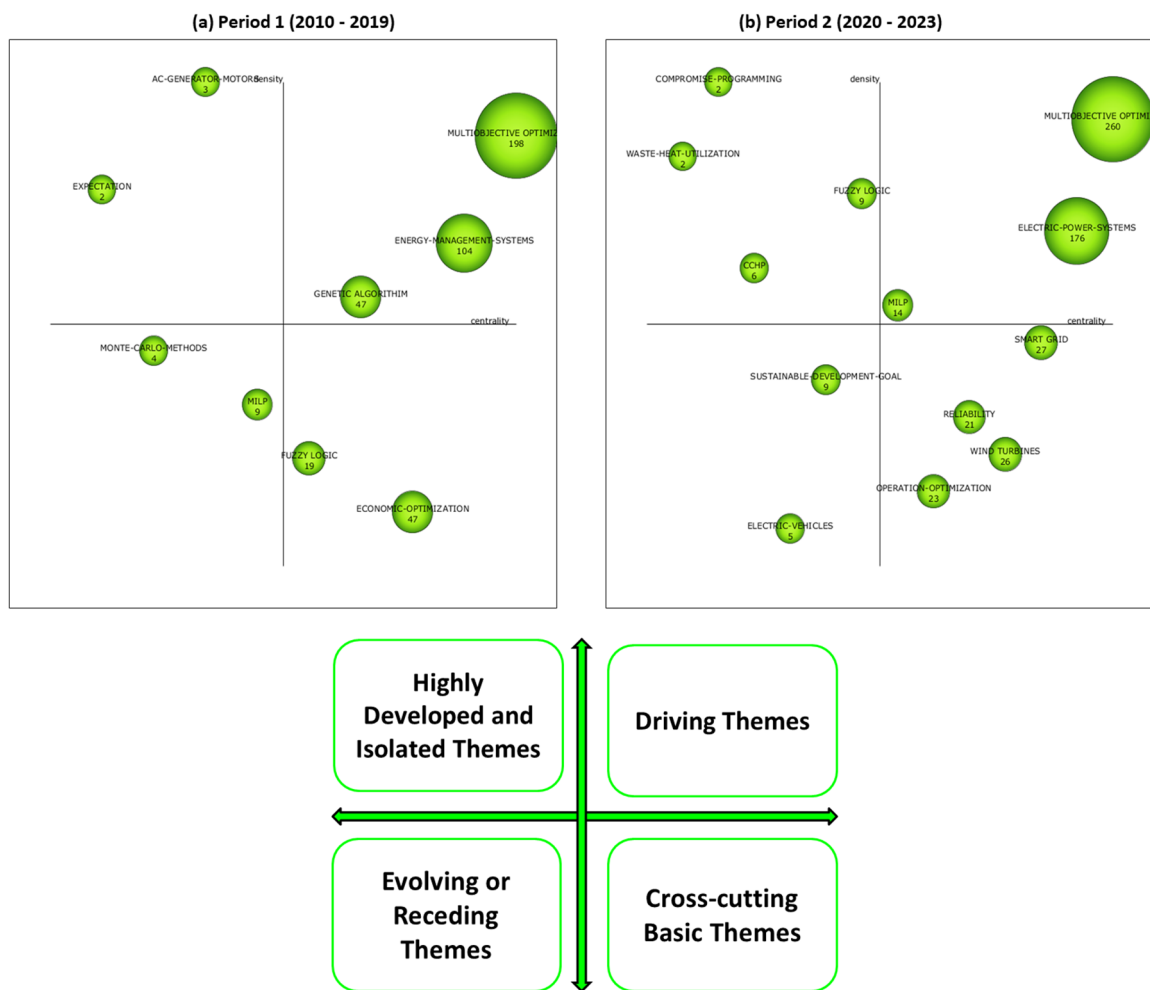 (a) Period 1 (2010 - 2019)
AC-GENERATOR-MOTORS
density
3
MULTIOBJECTIVE OPTIMIZ
198
EXPECTATION
2
ENERGY-MANAGEMENT-SYSTEMS
104
GENETIC ALGORITHIM
47
centrality
MONTE-CARLO-METHODS
4
MILP
9
FUZZY LOGIC
19
ECONOMIC-OPTIMIZATION
47
(b) Period 2 (2020 - 2023)
COMPROMISE-PROGRAMMING
2
density
MULTIOBJECTIVE OPTIMI
260
WASTE-HEAT-UTILIZATION
2
FUZZY LOGIC
9
ELECTRIC-POWER-SYSTEMS
176
CCHP
6
MILP
14
centrality
SMART GRID
27
SUSTAINABLE-DEVELOPMENT-GOAL
9
RELIABILITY
21
WIND TURBINES
26
OPERATION-OPTIMIZATION
23
ELECTRIC-VEHICLES
5
Highly
Developed and
Isolated Themes
Driving Themes
Evolving or
Receding
Themes
Cross-cutting
Basic Themes